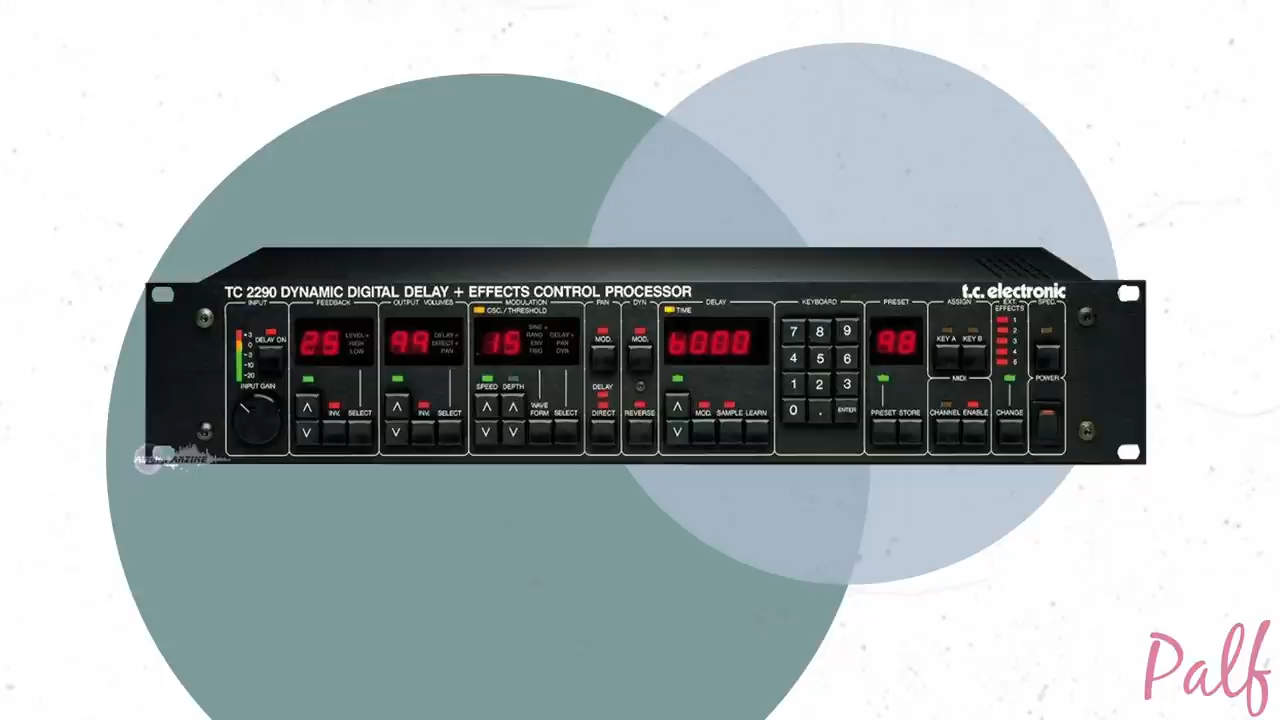 TC 2290 DYNAMIC DIGITAL DELAY + EFFECTS CONTROL PROCESSOR
t.c. electronic
INPUT FEEDBACK OUTPUT VOLUMES MODULATION PAN DYN. DELAY KEYBOARD PRESET ASSIGN EXT. EFFECTS SPEC.
OSC. / THRESHOLD TIME
+3
0
-3
-10
-20
DELAY ON
INPUT GAIN
25
LEVEL
HIGH
LOW
INV. SELECT
99
DELAY
DIRECT
PAN
INV. SELECT
15
SINE
RAND
ENV
TRIG
DELAY
PAN
DYN
SPEED DEPTH
WAVE FORM SELECT
MOD.
DELAY
DIRECT
MOD.
REVERSE
6000
MOD. SAMPLE LEARN
7 8 9
4 5 6
1 2 3
0 . ENTER
98
PRESET STORE
KEY A KEY B
MIDI
CHANNEL ENABLE
1
2
3
4
5
CHANGE
POWER
Palf